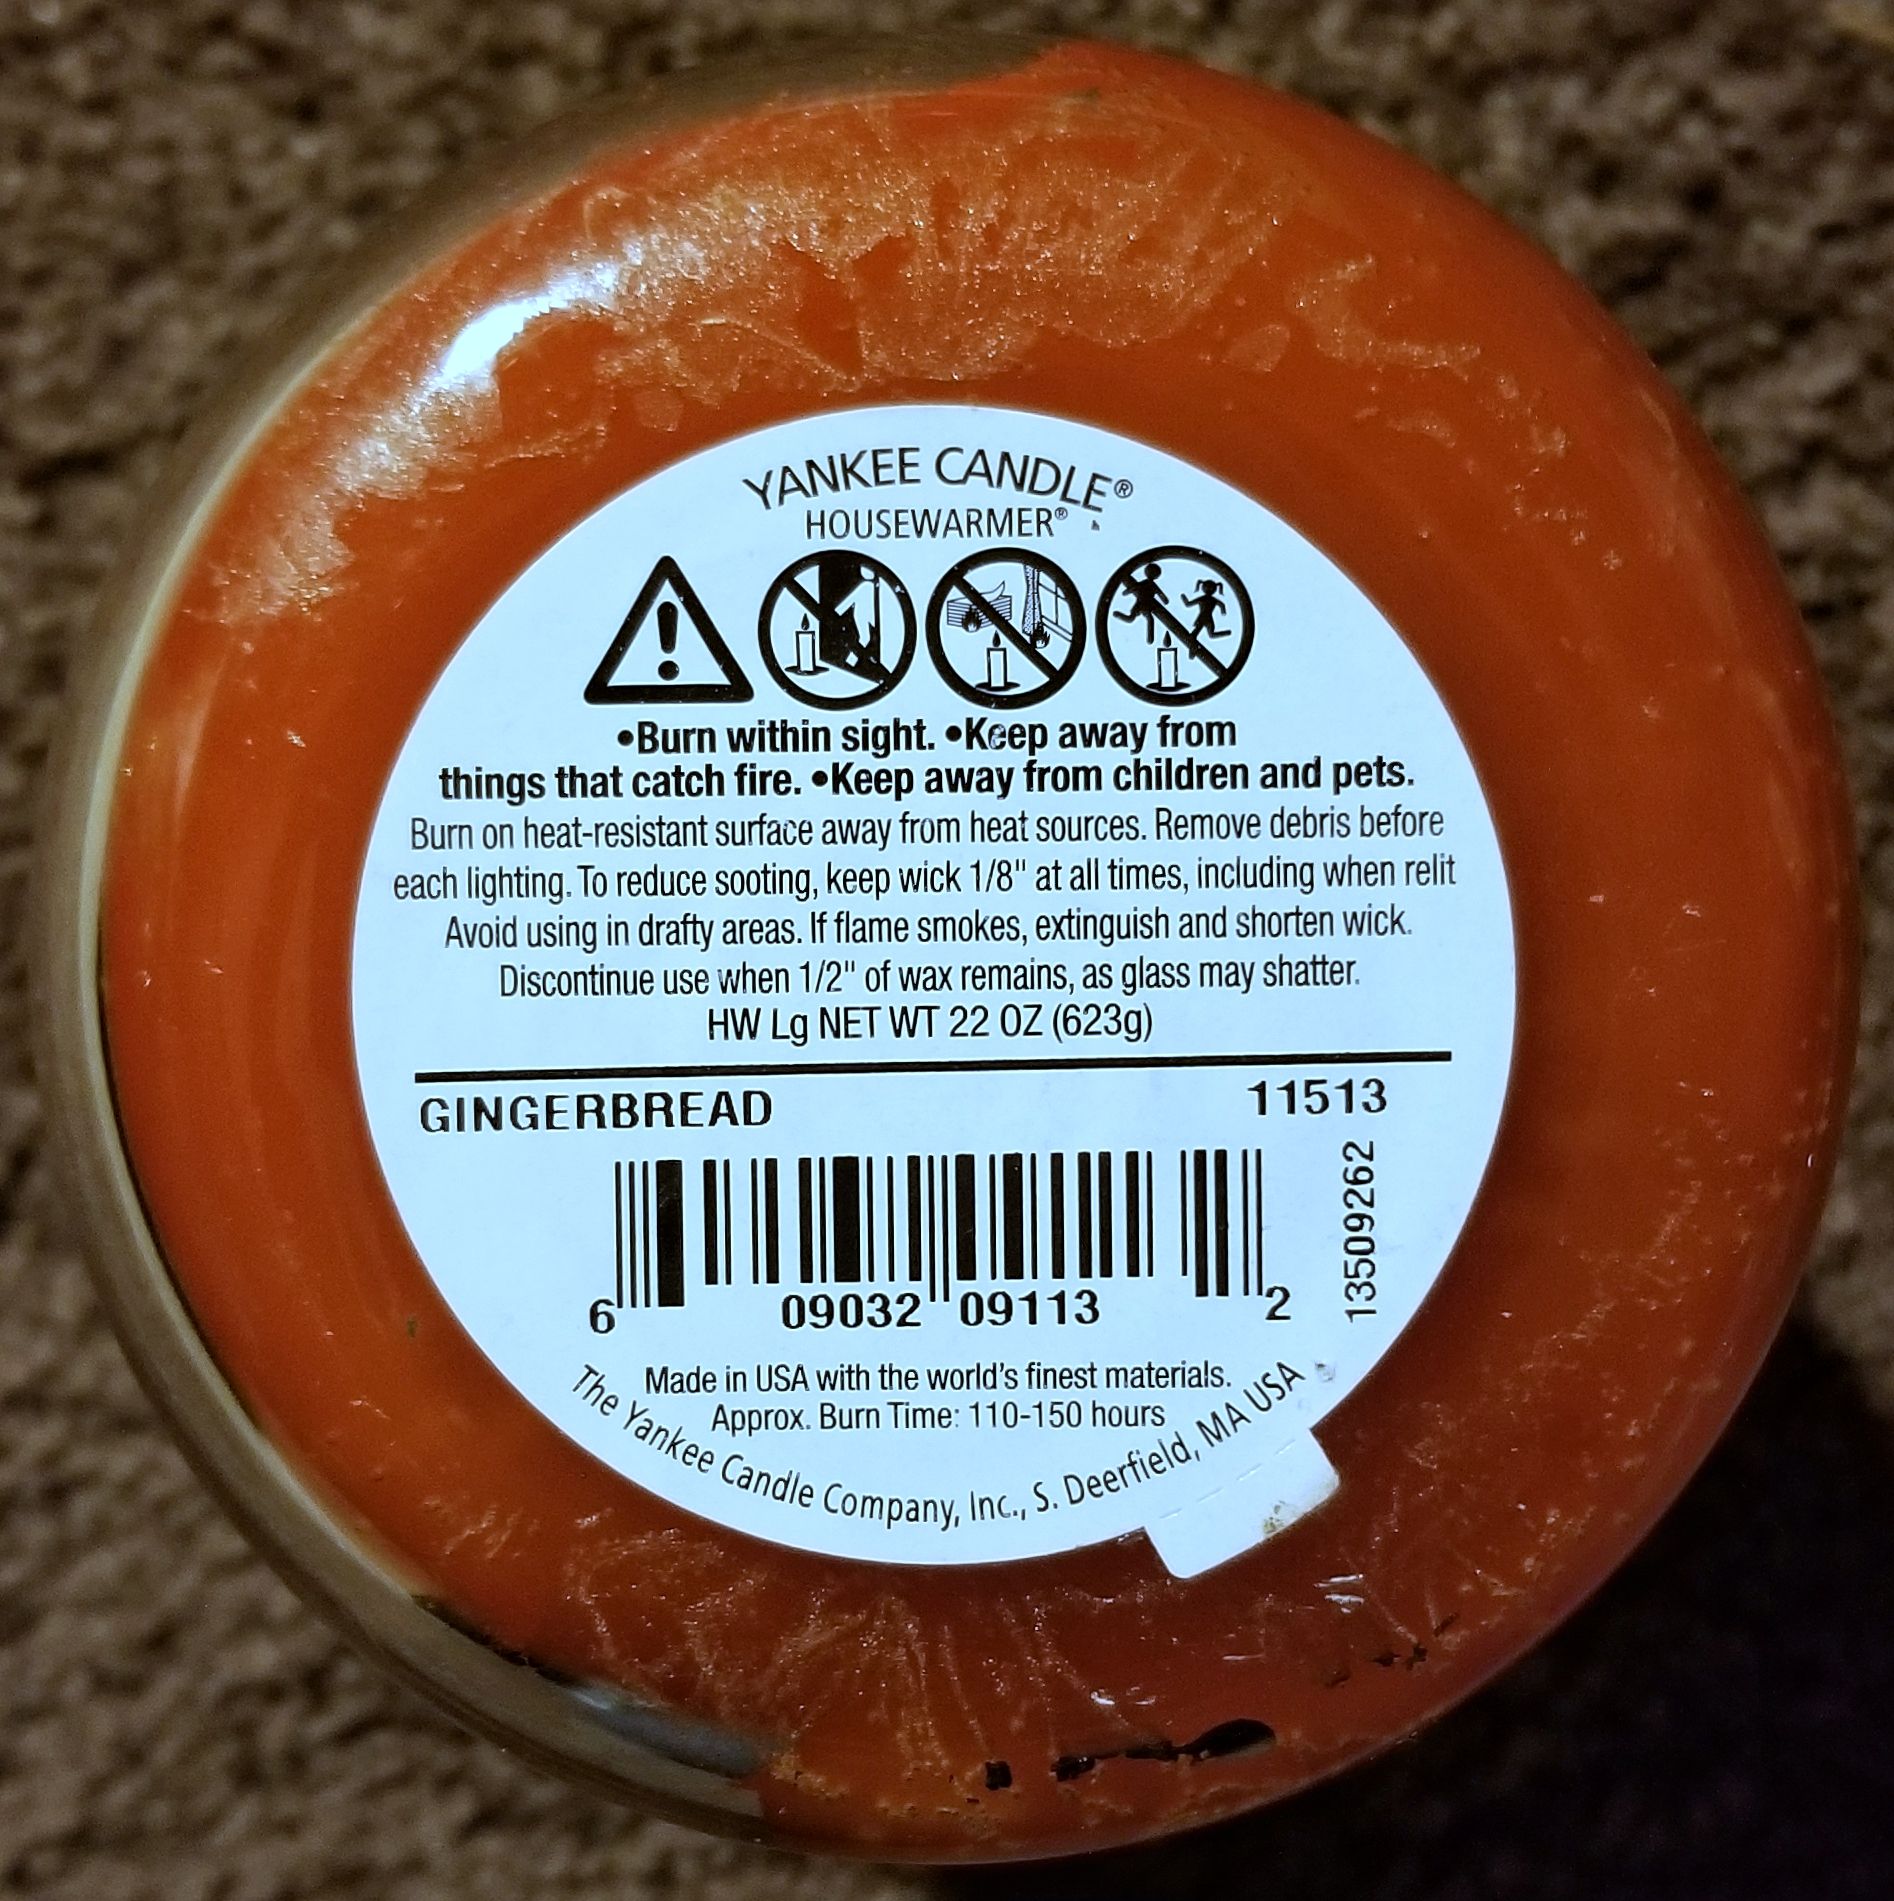 YANKEE CANDLE®
HOUSEWARMER®
•Burn within sight. •Keep away from
things that catch fire. •Keep away from children and pets.
Burn on heat-resistant surface away from heat sources. Remove debris before
each lighting. To reduce sooting, keep wick 1/8" at all times, including when relit
Avoid using in drafty areas. If flame smokes, extinguish and shorten wick.
Discontinue use when 1/2" of wax remains, as glass may shatter.
HW Lg NET WT 22 OZ (623g)
GINGERBREAD 11513
13509262
6 09032 09113 2
Made in USA with the world's finest materials.
Approx. Burn Time: 110-150 hours
The Yankee Candle Company, Inc., S. Deerfield, MA USA